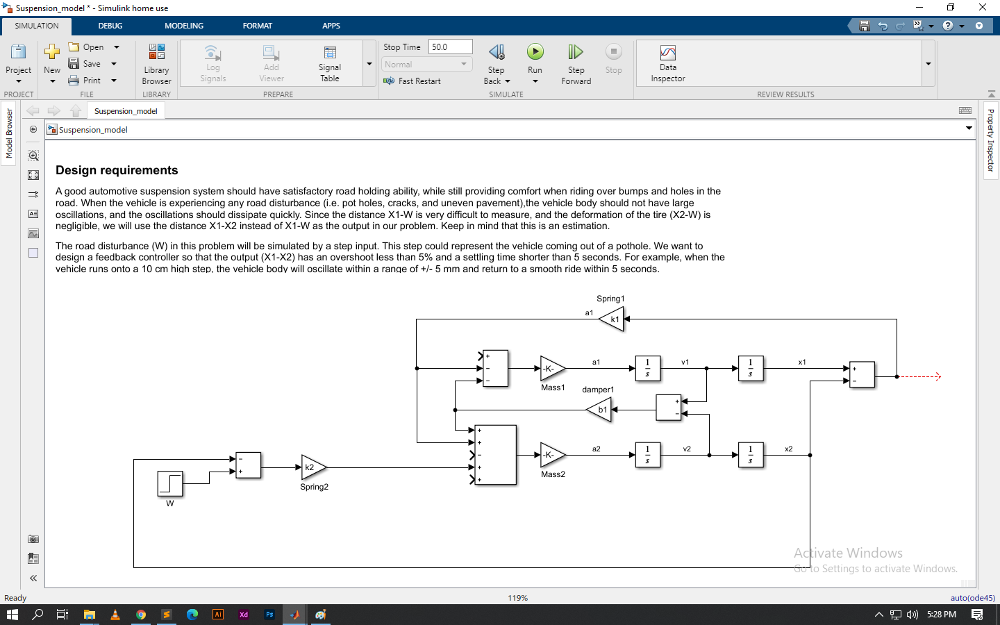 Suspension_model * - Simulink home use
SIMULATION DEBUG MODELING FORMAT APPS
Project
PROJECT
New
Open
Save
Print
FILE
Library
Browser
LIBRARY
Log
Signals
Add
Viewer
Signal
Table
PREPARE
Stop Time 50.0
Normal
Fast Restart
Step
Back
Run
Step
Forward
Stop
SIMULATE
Data
Inspector
REVIEW RESULTS
Model Browser
Suspension_model
Suspension_model
Property Inspector
Design requirements
A good automotive suspension system should have satisfactory road holding ability, while still providing comfort when riding over bumps and holes in the
road. When the vehicle is experiencing any road disturbance (i.e. pot holes, cracks, and uneven pavement),the vehicle body should not have large
oscillations, and the oscillations should dissipate quickly. Since the distance X1-W is very difficult to measure, and the deformation of the tire (X2-W) is
negligible, we will use the distance X1-X2 instead of X1-W as the output in our problem. Keep in mind that this is an estimation.
The road disturbance (W) in this problem will be simulated by a step input. This step could represent the vehicle coming out of a pothole. We want to
design a feedback controller so that the output (X1-X2) has an overshoot less than 5% and a settling time shorter than 5 seconds. For example, when the
vehicle runs onto a 10 cm high step, the vehicle body will oscillate within a range of +/- 5 mm and return to a smooth ride within 5 seconds.
Spring1
a1
k1
+
-
-
-K-
Mass1
a1
1
s
v1
1
s
x1
+
-
damper1
b1
+
-
+
+
-
+
+
-K-
Mass2
a2
1
s
v2
1
s
x2
-
+
k2
Spring2
W
Activate Windows
Go to Settings to activate Windows.
Ready 119% auto(ode45)
Ai Xd Ps
5:28 PM